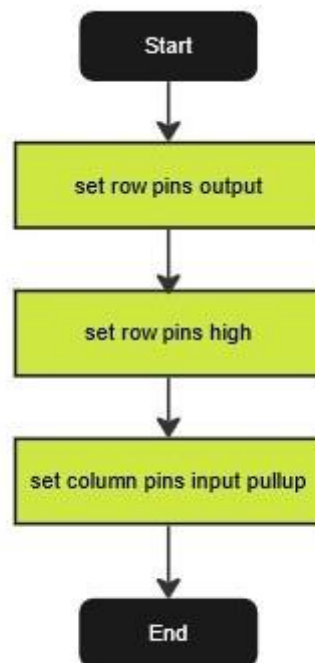 Start
set row pins output
set row pins high
set column pins input pullup
End